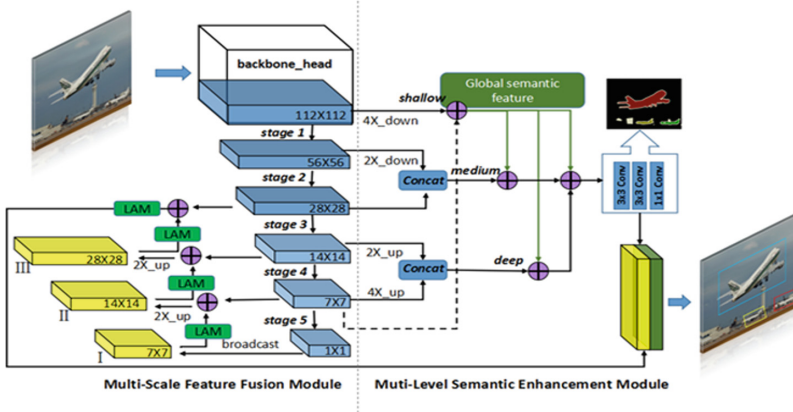 backbone_head
112X112
stage 1
56X56
stage 2
28X28
stage 3
14X14
stage 4
7X7
stage 5
1X1
LAM
LAM
28X28
III
2X_up
LAM
14X14
II
2X_up
LAM
7X7
I
broadcast
Multi-Scale Feature Fusion Module
shallow
4X_down
Global semantic
feature
2X_down
Concat
medium
2X_up
Concat
4X_up
deep
3x3 Conv
3x3 Conv
1x1 Conv
Muti-Level Semantic Enhancement Module